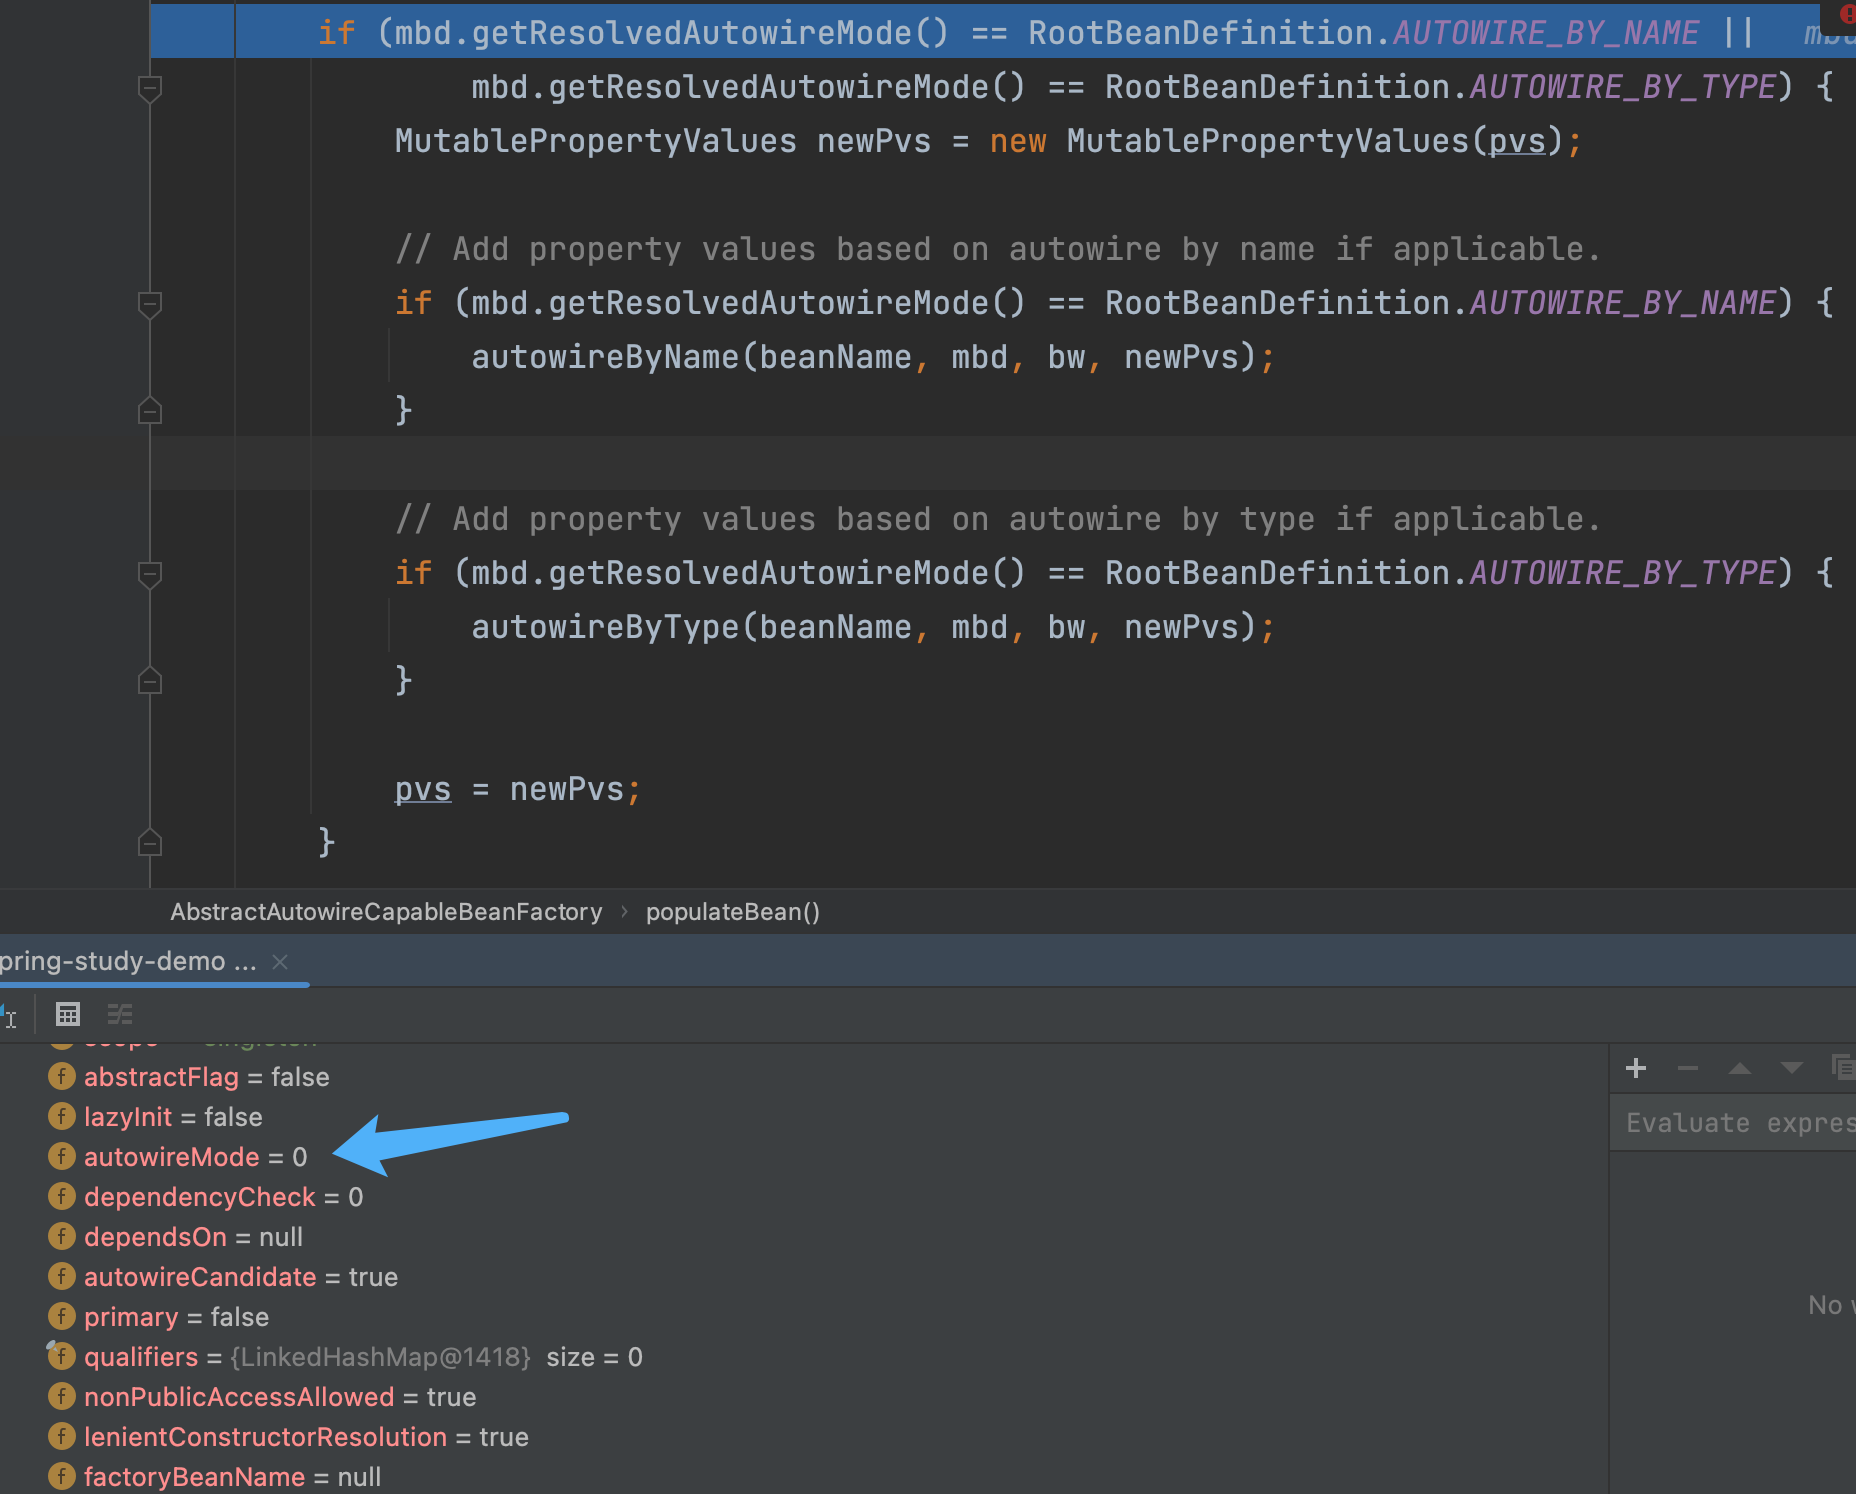 if (mbd.getResolvedAutowireMode() == RootBeanDefinition.AUTOWIRE_BY_NAME ||
mbd.getResolvedAutowireMode() == RootBeanDefinition.AUTOWIRE_BY_TYPE) {
MutablePropertyValues newPvs = new MutablePropertyValues(pvs);
// Add property values based on autowire by name if applicable.
if (mbd.getResolvedAutowireMode() == RootBeanDefinition.AUTOWIRE_BY_NAME) {
autowireByName(beanName, mbd, bw, newPvs);
}
// Add property values based on autowire by type if applicable.
if (mbd.getResolvedAutowireMode() == RootBeanDefinition.AUTOWIRE_BY_TYPE) {
autowireByType(beanName, mbd, bw, newPvs);
}
pvs = newPvs;
}
AbstractAutowireCapableBeanFactory › populateBean()
pring-study-demo ...
abstractFlag = false
lazyInit = false
autowireMode = 0
dependencyCheck = 0
dependsOn = null
autowireCandidate = true
primary = false
qualifiers = {LinkedHashMap@1418} size = 0
nonPublicAccessAllowed = true
lenientConstructorResolution = true
factoryBeanName = null
Evaluate expres
No